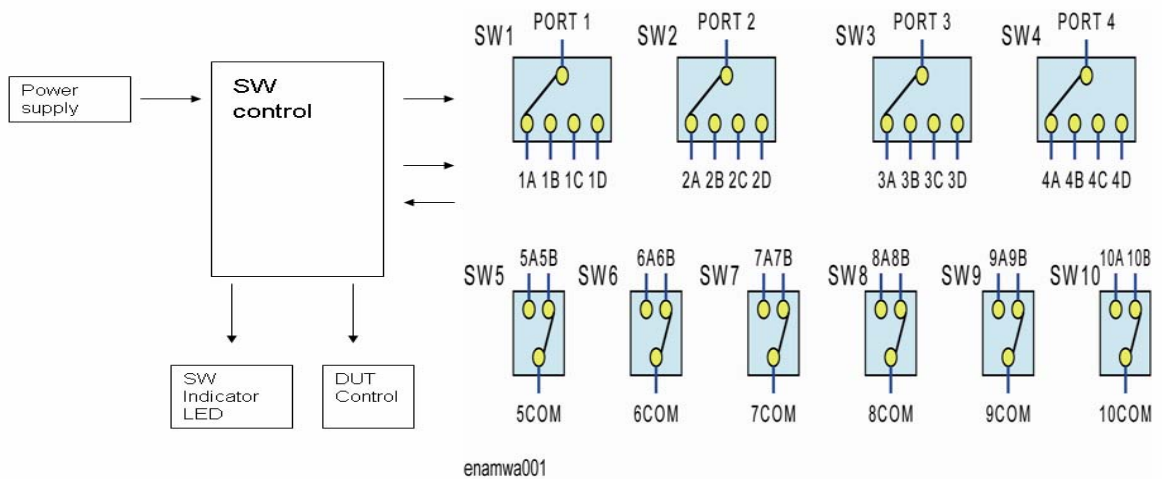 Power
supply
SW
control
SW
Indicator
LED
DUT
Control
PORT 1 PORT 2 PORT 3 PORT 4
SW1 SW2 SW3 SW4
1A 1B 1C 1D 2A 2B 2C 2D 3A 3B 3C 3D 4A 4B 4C 4D
5A5B 6A6B 7A7B 8A8B 9A9B 10A10B
SW5 SW6 SW7 SW8 SW9 SW10
5COM 6COM 7COM 8COM 9COM 10COM
enamwa001